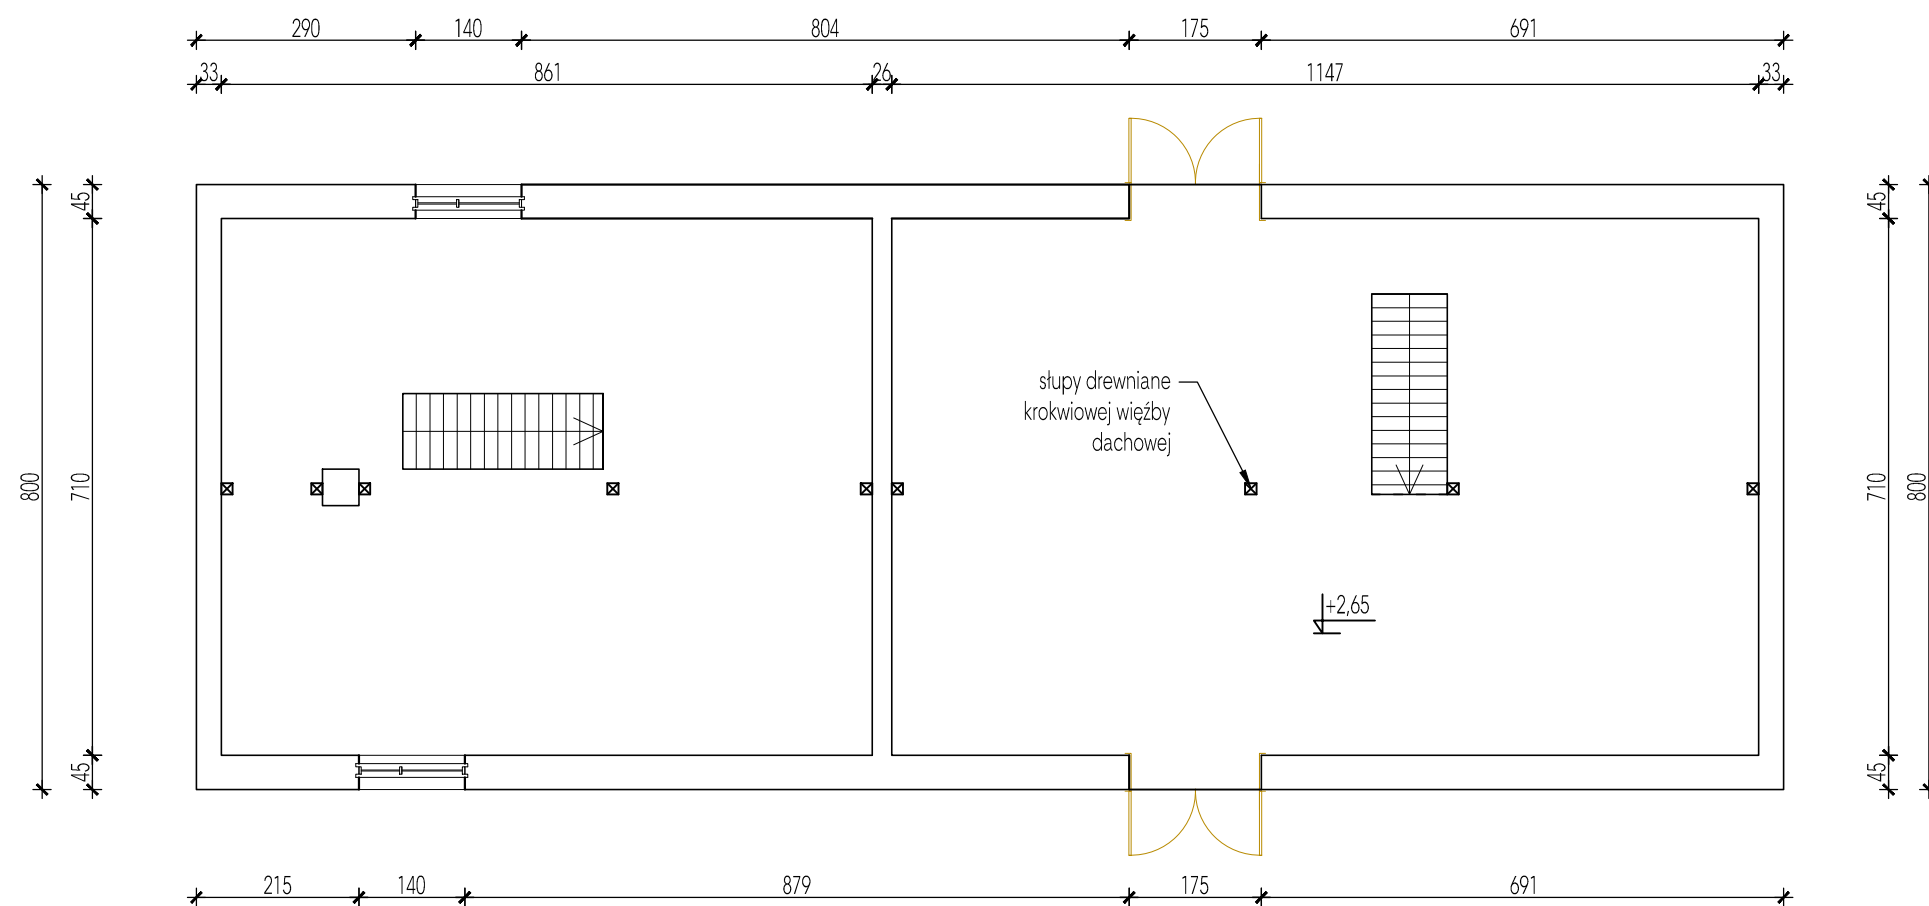 290 140 804 175 691
33 861 26 1147 33
45 45
słupy drewniane
krokwiowej więźby
dachowej
800 710 710 800
+2,65
45 45
215 140 879 175 691